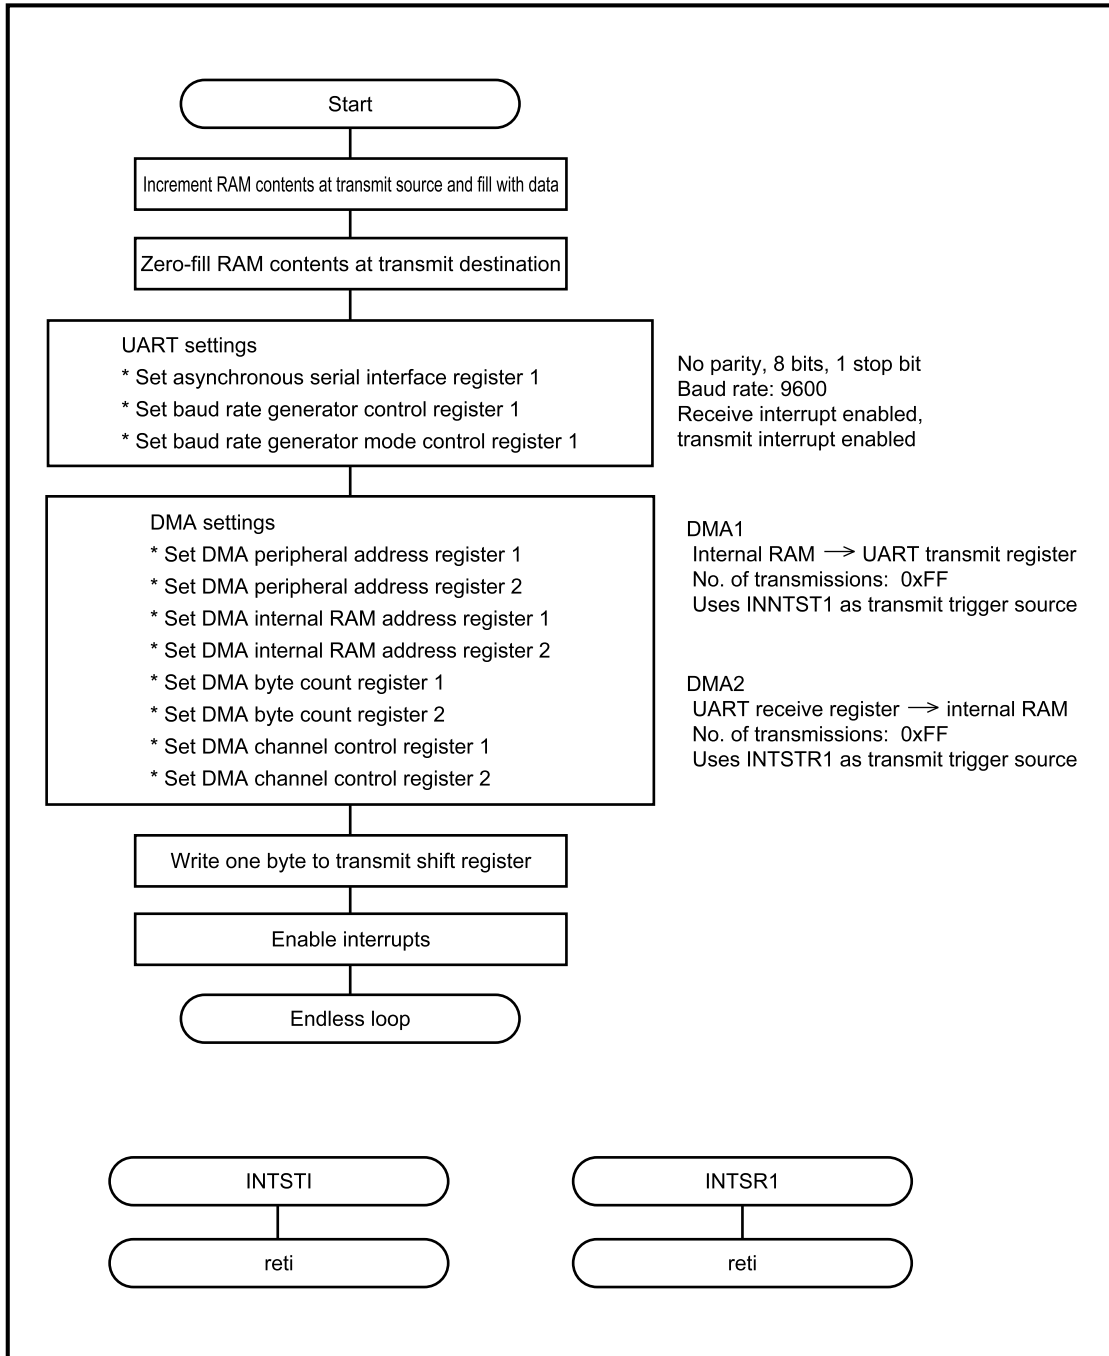 Start
Increment RAM contents at transmit source and fill with data
Zero-fill RAM contents at transmit destination
UART settings
* Set asynchronous serial interface register 1
* Set baud rate generator control register 1
* Set baud rate generator mode control register 1
No parity, 8 bits, 1 stop bit
Baud rate: 9600
Receive interrupt enabled,
transmit interrupt enabled
DMA settings
* Set DMA peripheral address register 1
* Set DMA peripheral address register 2
* Set DMA internal RAM address register 1
* Set DMA internal RAM address register 2
* Set DMA byte count register 1
* Set DMA byte count register 2
* Set DMA channel control register 1
* Set DMA channel control register 2
DMA1
Internal RAM → UART transmit register
No. of transmissions: 0xFF
Uses INNTST1 as transmit trigger source
DMA2
UART receive register → internal RAM
No. of transmissions: 0xFF
Uses INTSTR1 as transmit trigger source
Write one byte to transmit shift register
Enable interrupts
Endless loop
INTSTI
reti
INTSR1
reti